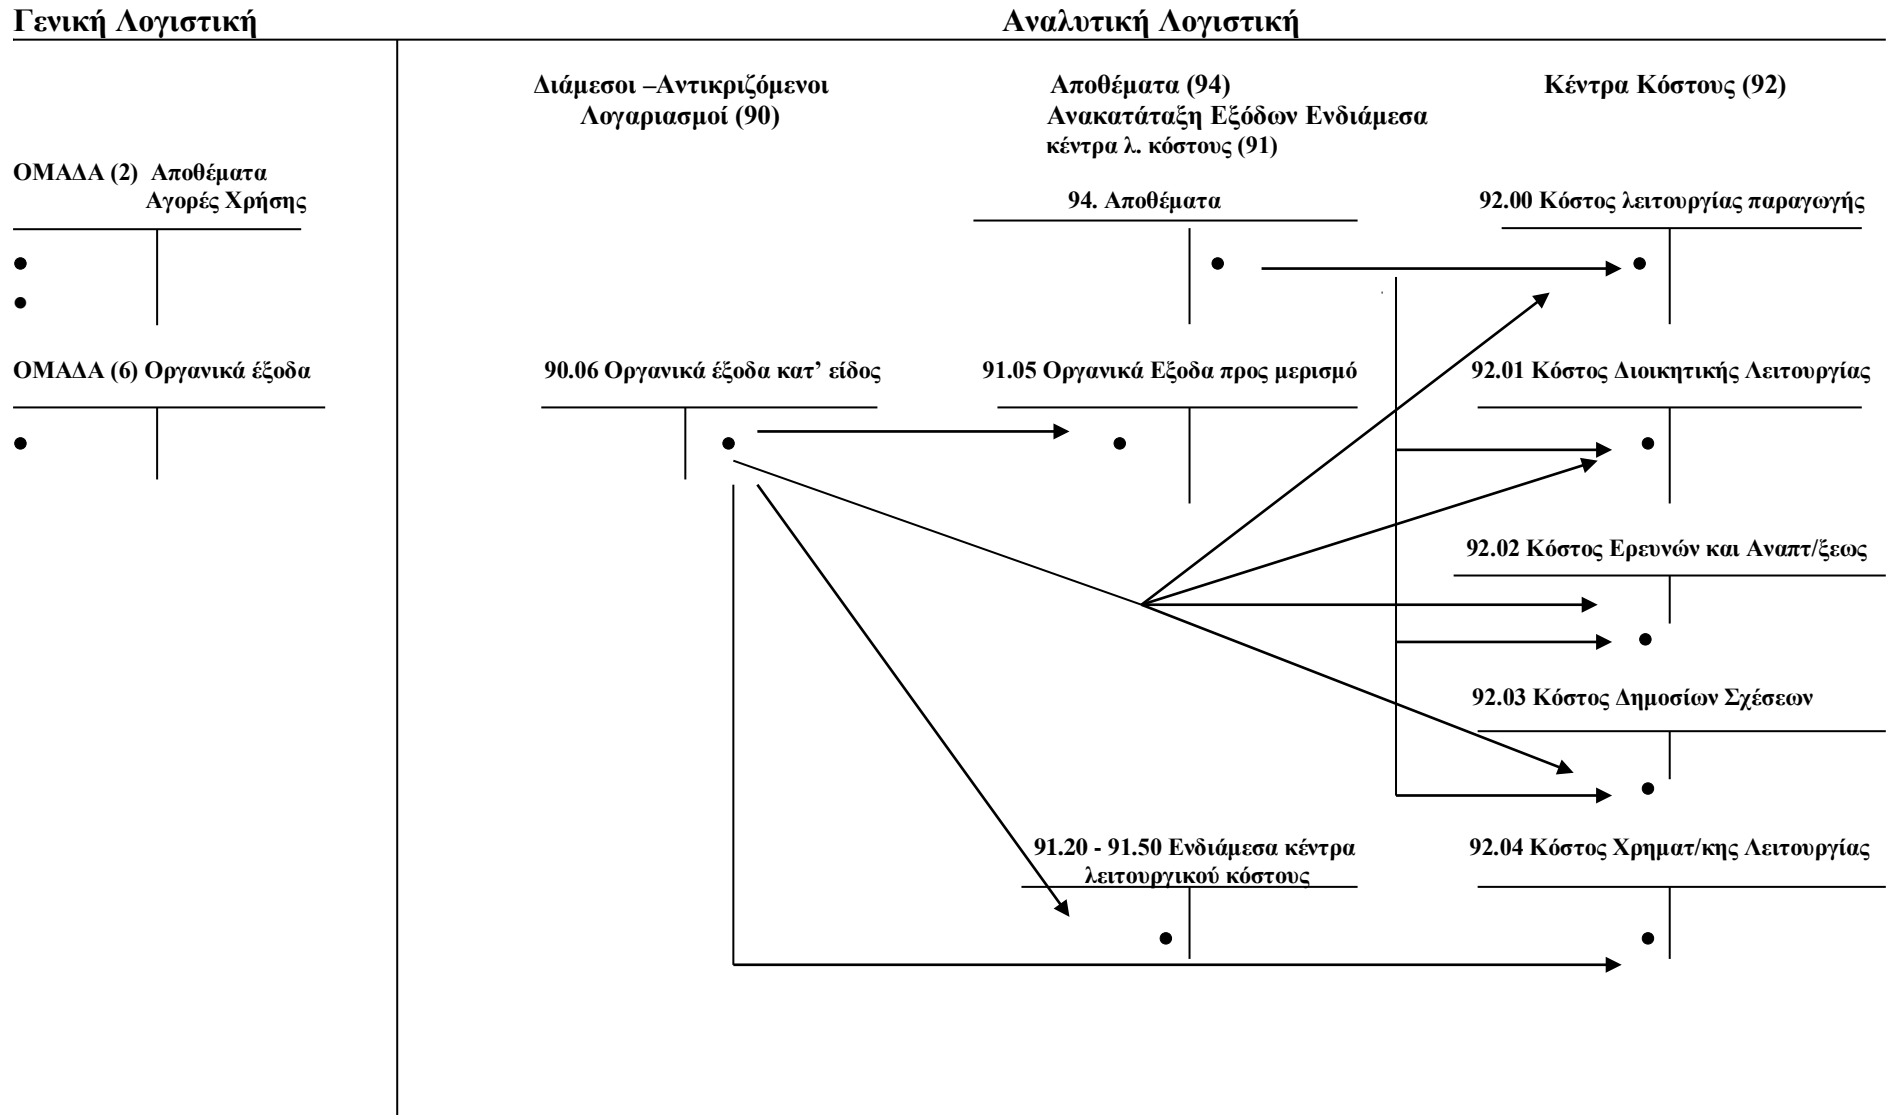 Γενική Λογιστική
Αναλυτική Λογιστική
Διάμεσοι –Αντικριζόμενοι
Λογαριασμοί (90)
Αποθέματα (94)
Ανακατάταξη Εξόδων Ενδιάμεσα
κέντρα λ. κόστους (91)
Κέντρα Κόστους (92)
ΟΜΑΔΑ (2) Αποθέματα
Αγορές Χρήσης
94. Αποθέματα
92.00 Κόστος λειτουργίας παραγωγής
ΟΜΑΔΑ (6) Οργανικά έξοδα
90.06 Οργανικά έξοδα κατ’ είδος
91.05 Οργανικά Εξοδα προς μερισμό
92.01 Κόστος Διοικητικής Λειτουργίας
92.02 Κόστος Ερευνών και Αναπτ/ξεως
92.03 Κόστος Δημοσίων Σχέσεων
91.20 - 91.50 Ενδιάμεσα κέντρα
λειτουργικού κόστους
92.04 Κόστος Χρηματ/κης Λειτουργίας